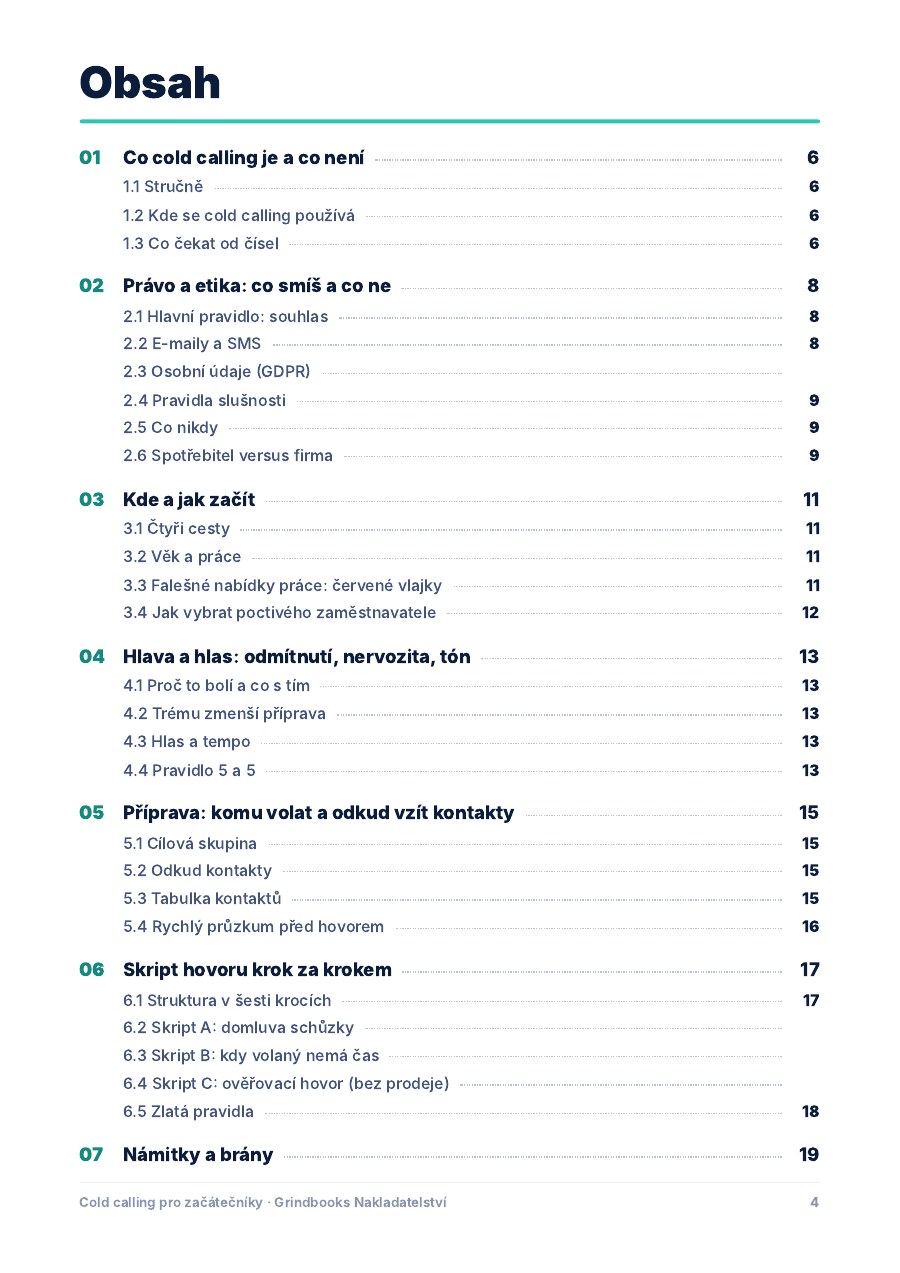 Obsah
01 Co cold calling je a co není 6
1.1 Stručně 6
1.2 Kde se cold calling používá 6
1.3 Co čekat od čísel 6
02 Právo a etika: co smíš a co ne 8
2.1 Hlavní pravidlo: souhlas 8
2.2 E-maily a SMS 8
2.3 Osobní údaje (GDPR)
2.4 Pravidla slušnosti 9
2.5 Co nikdy 9
2.6 Spotřebitel versus firma 9
03 Kde a jak začít 11
3.1 Čtyři cesty 11
3.2 Věk a práce 11
3.3 Falešné nabídky práce: červené vlajky 11
3.4 Jak vybrat poctivého zaměstnavatele 12
04 Hlava a hlas: odmítnutí, nervozita, tón 13
4.1 Proč to bolí a co s tím 13
4.2 Trému zmenší příprava 13
4.3 Hlas a tempo 13
4.4 Pravidlo 5 a 5 13
05 Příprava: komu volat a odkud vzít kontakty 15
5.1 Cílová skupina 15
5.2 Odkud kontakty 15
5.3 Tabulka kontaktů 15
5.4 Rychlý průzkum před hovorem 16
06 Skript hovoru krok za krokem 17
6.1 Struktura v šesti krocích 17
6.2 Skript A: domluva schůzky
6.3 Skript B: kdy volaný nemá čas
6.4 Skript C: ověřovací hovor (bez prodeje)
6.5 Zlatá pravidla 18
07 Námitky a brány 19
Cold calling pro začátečníky · Grindbooks Nakladatelství 4